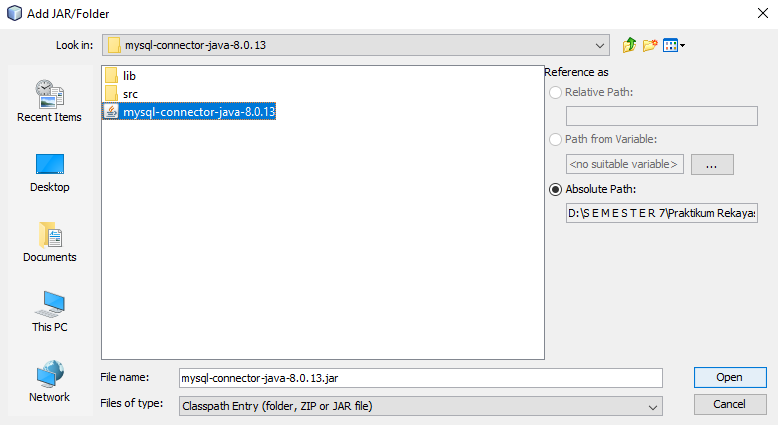 Add JAR/Folder
Look in:
mysql-connector-java-8.0.13
Recent Items
Desktop
Documents
This PC
Network
lib
src
mysql-connector-java-8.0.13
Reference as
Relative Path:
Path from Variable:
<no suitable variable>
...
Absolute Path:
D:\S E M E S T E R 7\Praktikum Rekayas
File name:
mysql-connector-java-8.0.13.jar
Open
Files of type:
Classpath Entry (folder, ZIP or JAR file)
Cancel